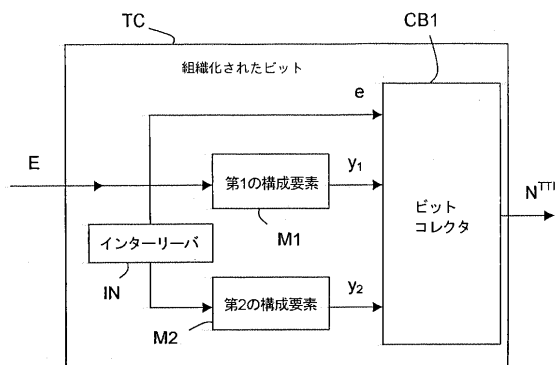 TC
CB1
組織化されたビット
e
E
第1の構成要素
y1
M1
ビット
コレクタ
N^TTI
インターリーバ
IN
第2の構成要素
y2
M2